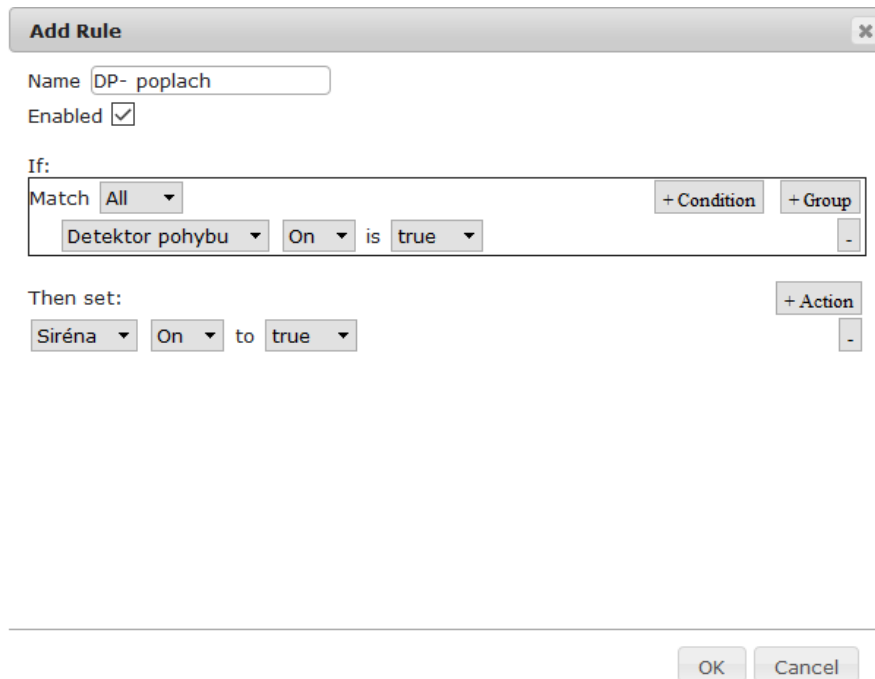 Add Rule
Name DP- poplach
Enabled
If:
Match All + Condition + Group
Detektor pohybu On is true -
Then set: + Action
Siréna On to true -
OK Cancel